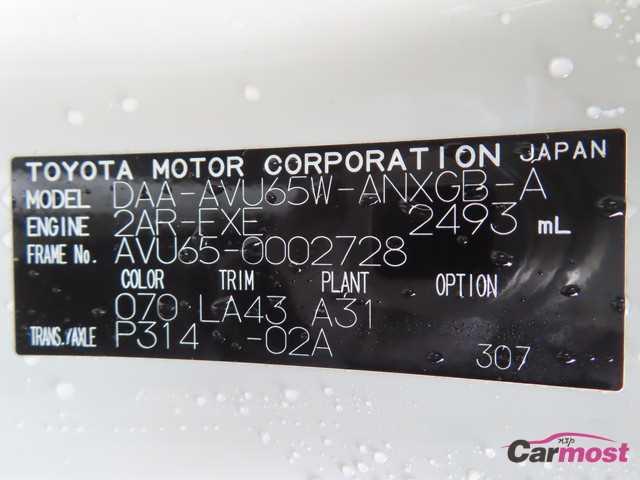 TOYOTA MOTOR CORPORATION JAPAN
MODEL DAA-AVU65W-ANXGB-A
ENGINE 2AR-FXE 2493 mL
FRAME No. AVU65-0002728
COLOR TRIM PLANT OPTION
070 LA43 A31
TRANS./AXLE P314 -02A 307
Carmost